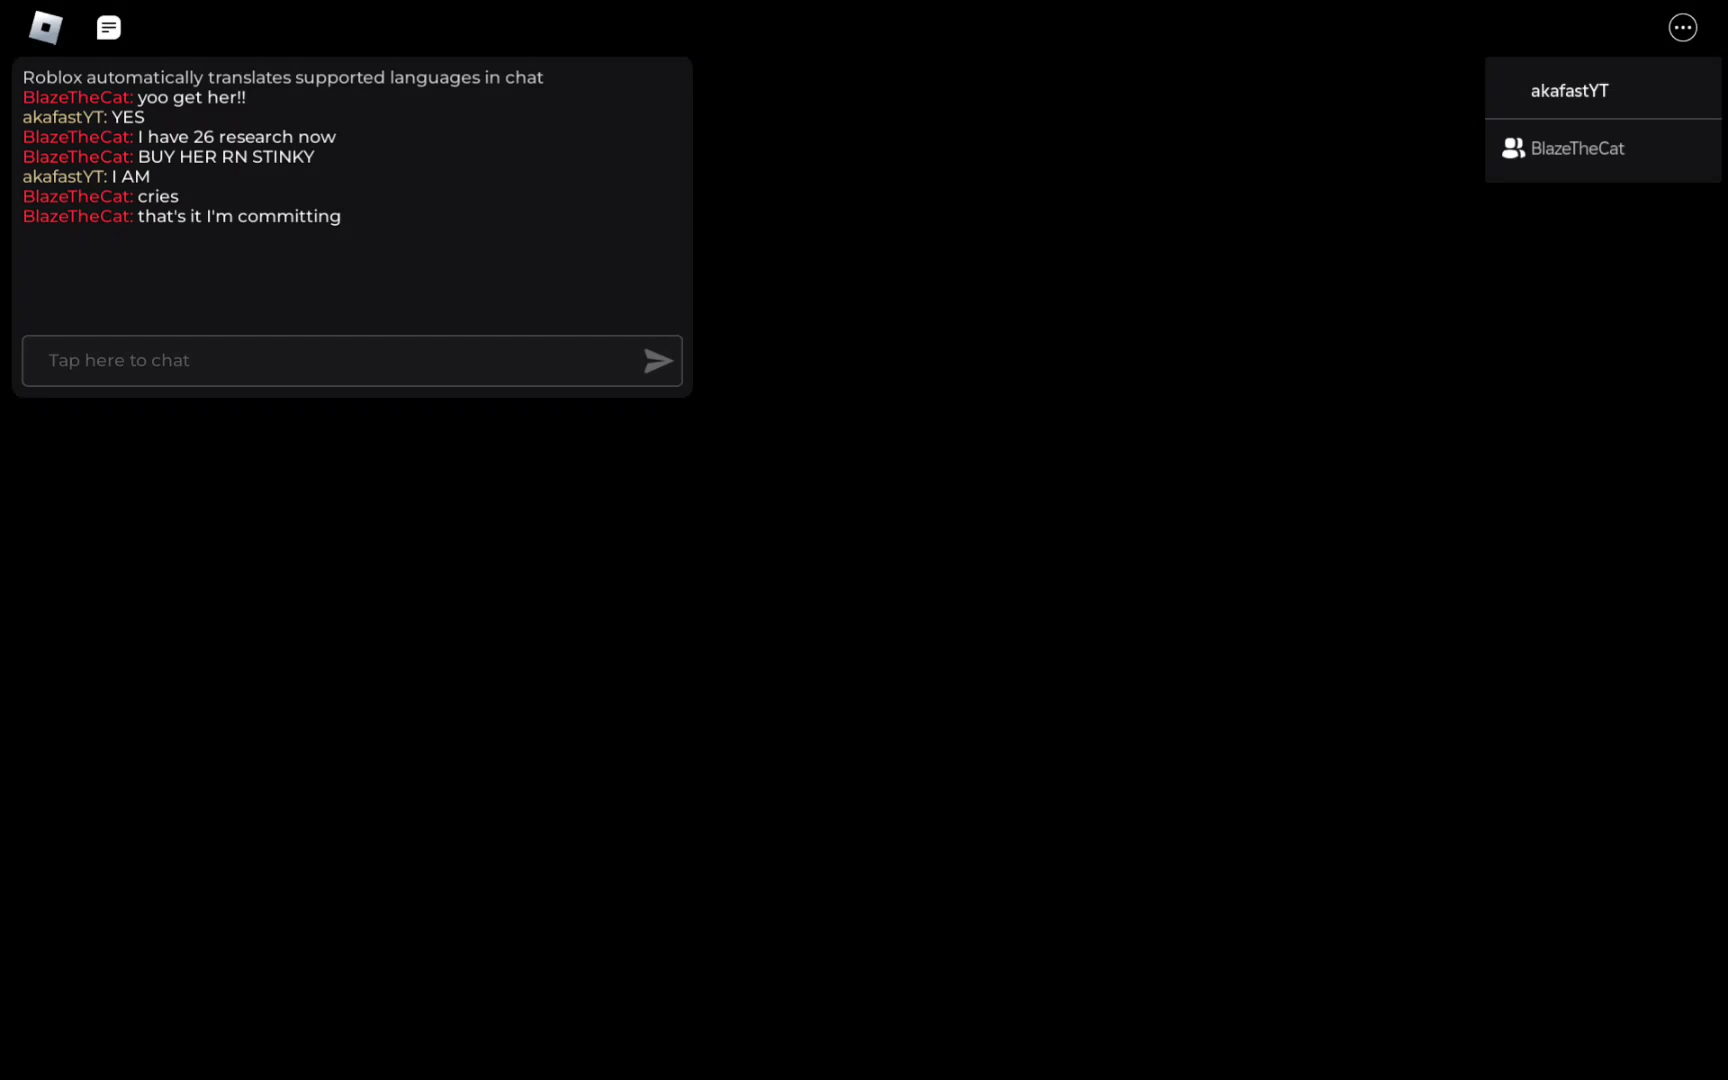 Roblox automatically translates supported languages in chat
BlazeTheCat: yoo get her!!
akafastYT: YES
BlazeTheCat: I have 26 research now
BlazeTheCat: BUY HER RN STINKY
akafastYT: I AM
BlazeTheCat: cries
BlazeTheCat: that's it I'm committing
Tap here to chat
akafastYT
BlazeTheCat